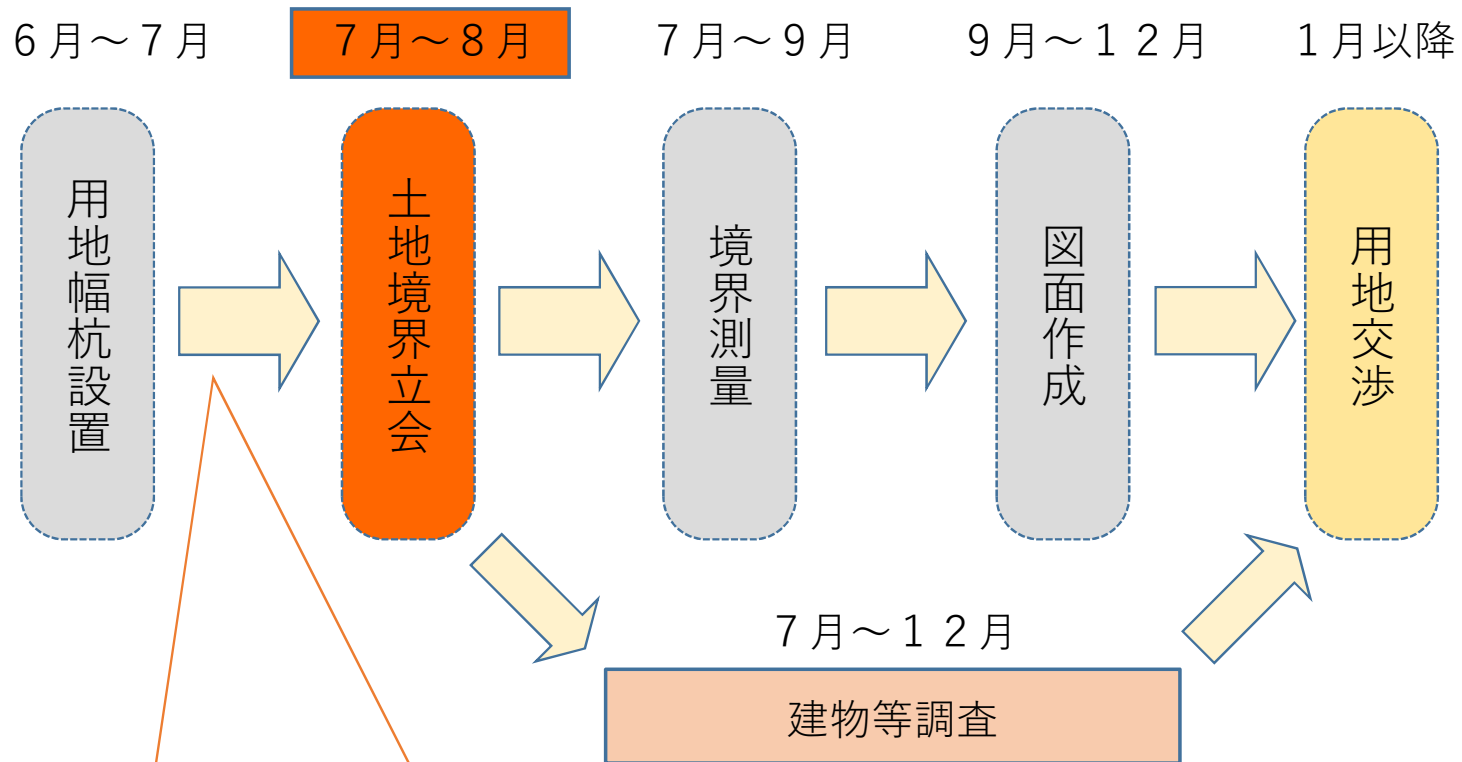 ６月～７月
７月～８月
７月～９月
９月～１２月
１月以降
用地幅杭設置
土地境界立会
境界測量
図面作成
用地交渉
７月～１２月
建物等調査